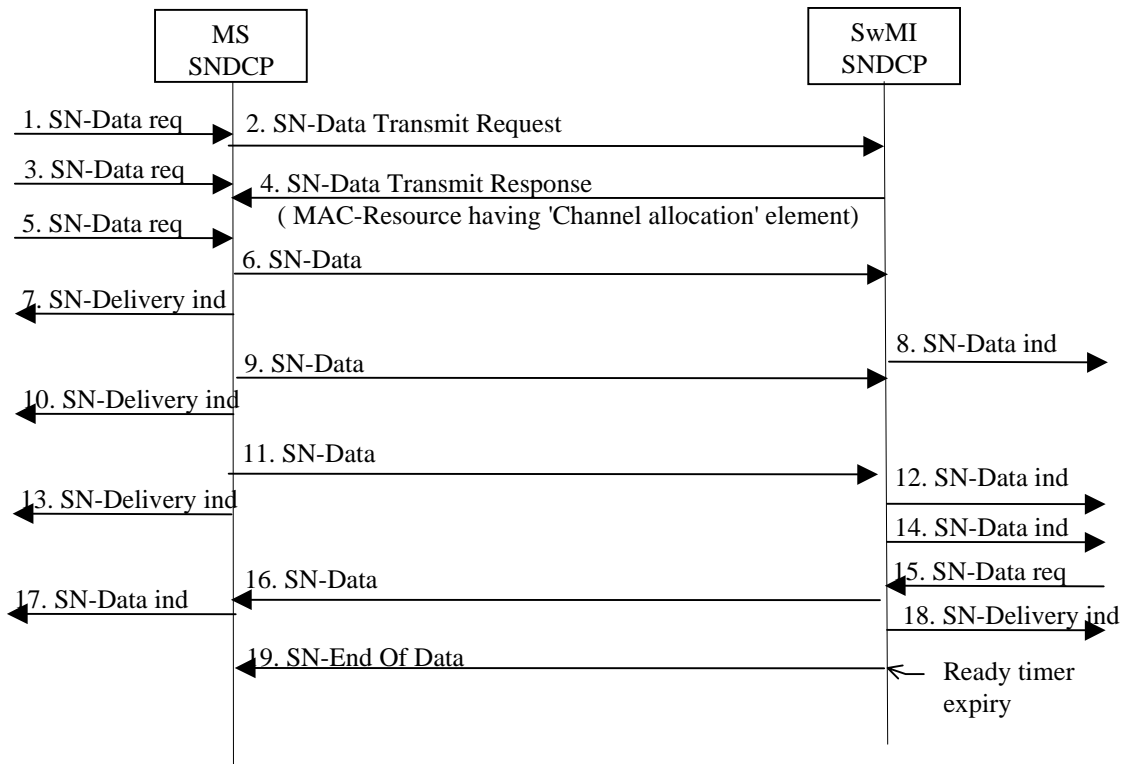 MS
SNDCP
SwMI
SNDCP
1. SN-Data req
2. SN-Data Transmit Request
3. SN-Data req
4. SN-Data Transmit Response
( MAC-Resource having 'Channel allocation' element)
5. SN-Data req
6. SN-Data
7. SN-Delivery ind
8. SN-Data ind
9. SN-Data
10. SN-Delivery ind
11. SN-Data
12. SN-Data ind
13. SN-Delivery ind
14. SN-Data ind
15. SN-Data req
16. SN-Data
17. SN-Data ind
18. SN-Delivery ind
19. SN-End Of Data
Ready timer
expiry